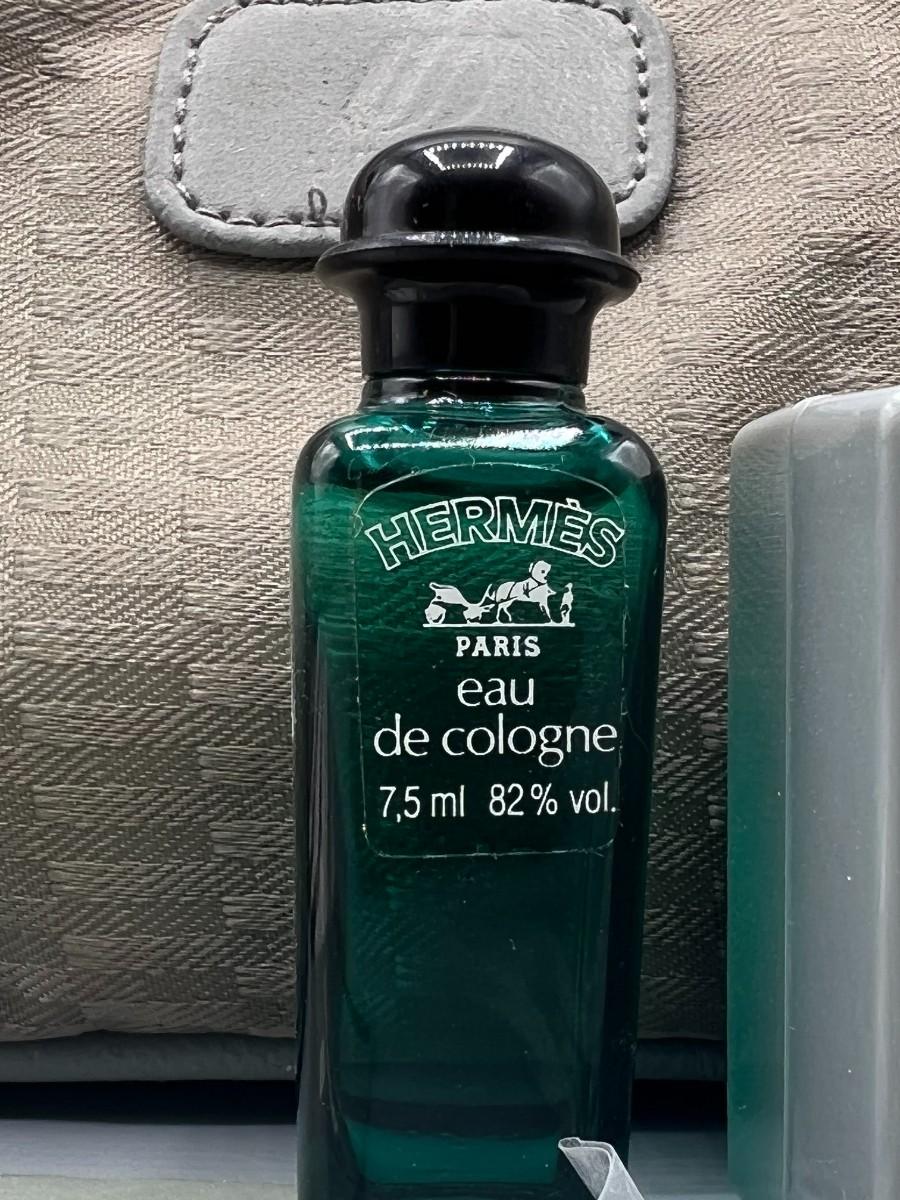 HERMÈS
PARIS
eau
de cologne
7,5 ml 82% vol.